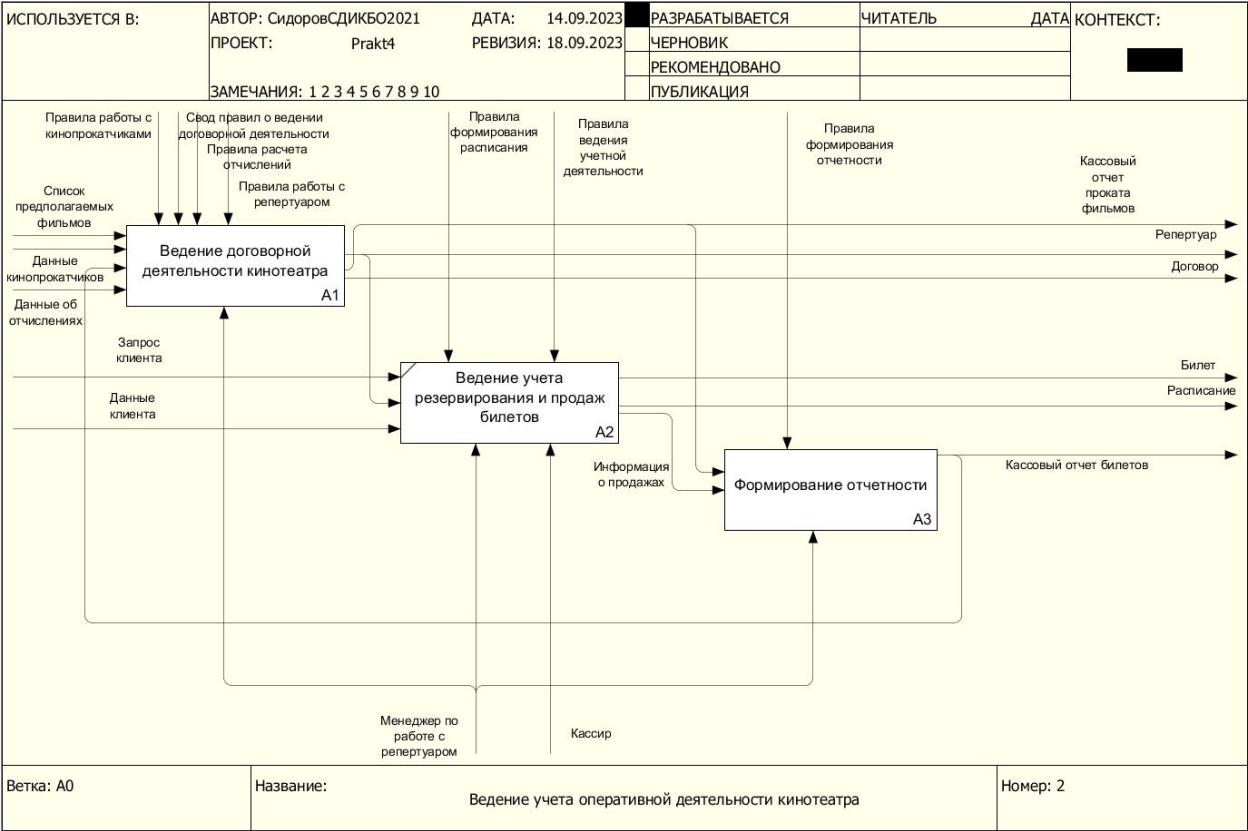 ИСПОЛЬЗУЕТСЯ В:
АВТОР: СидоровСДИКБО2021
ДАТА: 14.09.2023
ПРОЕКТ: Prakt4
РЕВИЗИЯ: 18.09.2023
ЗАМЕЧАНИЯ: 1 2 3 4 5 6 7 8 9 10
РАЗРАБАТЫВАЕТСЯ
ЧЕРНОВИК
РЕКОМЕНДОВАНО
ПУБЛИКАЦИЯ
ЧИТАТЕЛЬ
ДАТА
КОНТЕКСТ:
Правила работы с
кинопрокатчиками
Свод правил о ведении
договорной деятельности
Правила расчета
отчислений
Правила работы с
репертуаром
Правила
формирования
расписания
Правила
ведения
учетной
деятельности
Правила
формирования
отчетности
Кассовый
отчет
проката
фильмов
Список
предполагаемых
фильмов
Данные
кинопрокатчиков
Данные об
отчислениях
Ведение договорной
деятельности кинотеатра
A1
Репертуар
Договор
Запрос
клиента
Данные
клиента
Ведение учета
резервирования и продаж
билетов
A2
Билет
Расписание
Информация
о продажах
Формирование отчетности
A3
Кассовый отчет билетов
Менеджер по
работе с
репертуаром
Кассир
Ветка: A0
Название:
Ведение учета оперативной деятельности кинотеатра
Номер: 2